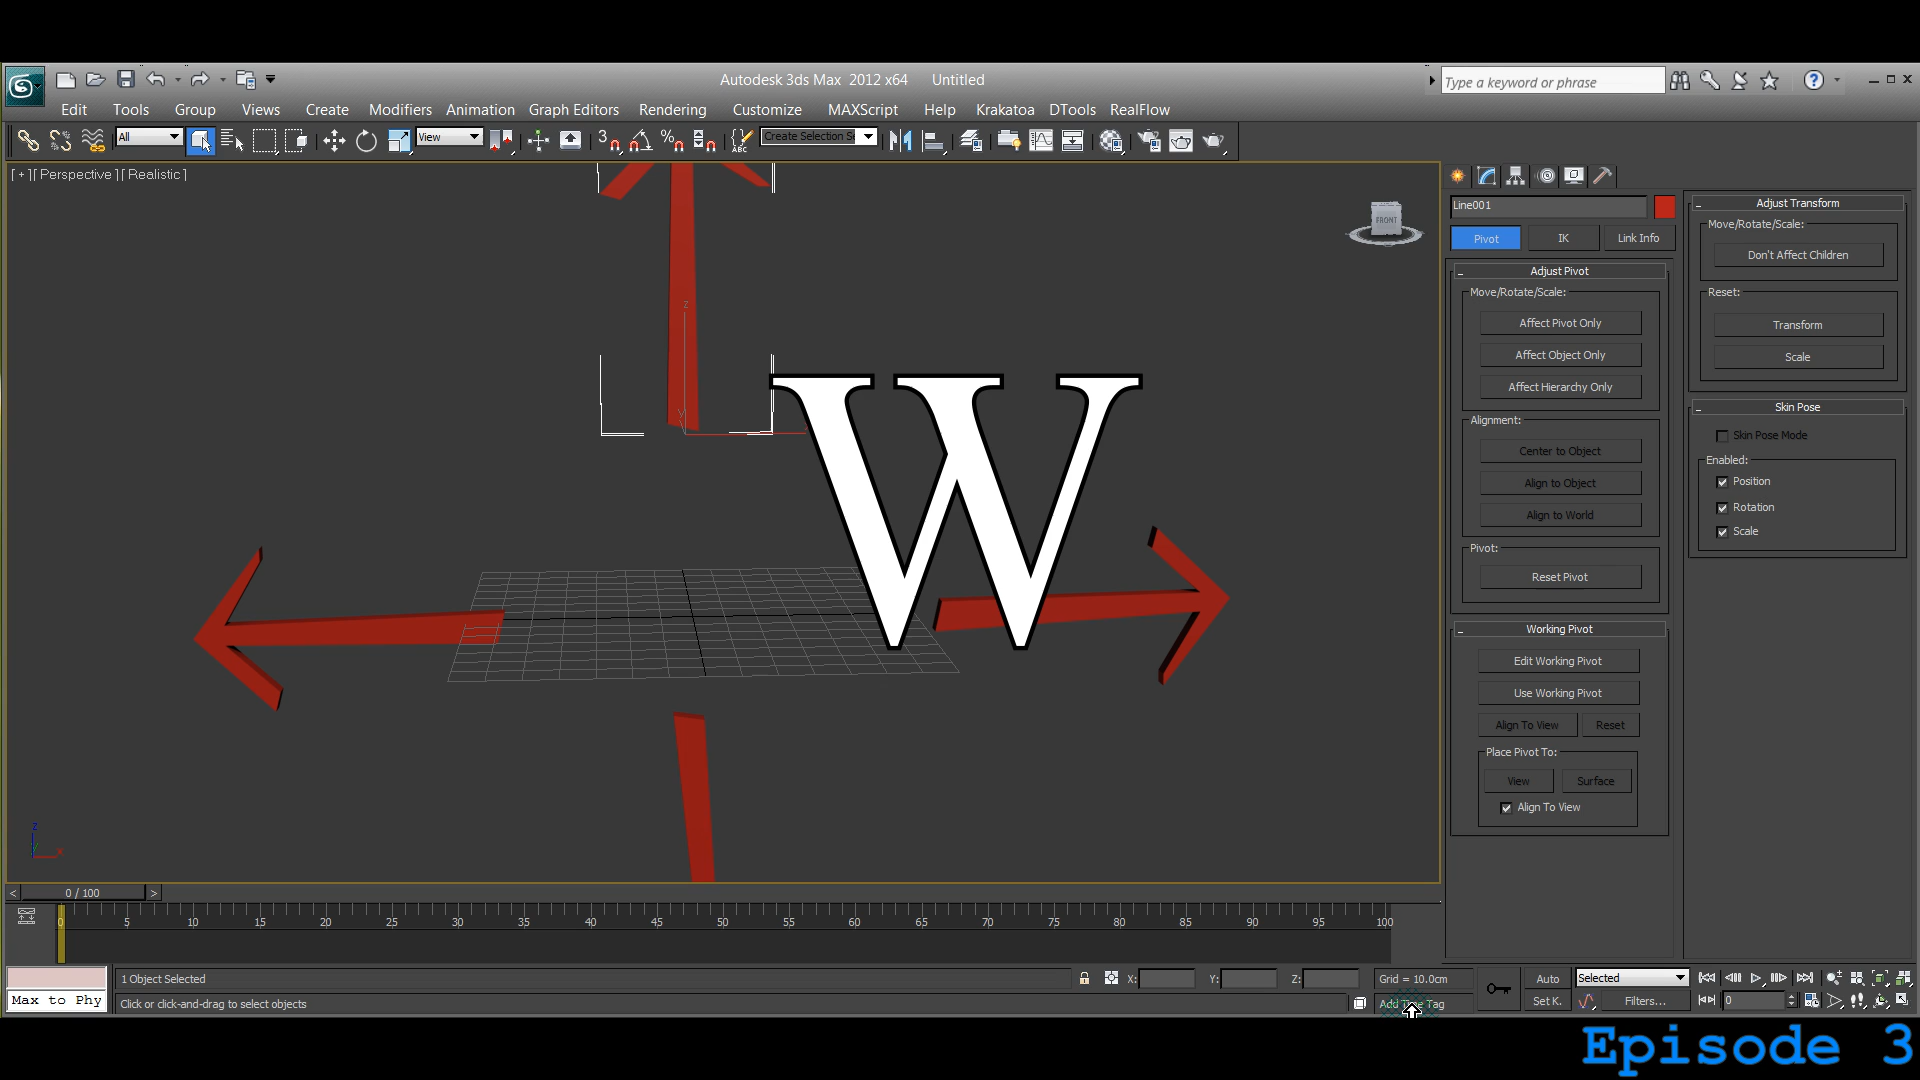 Autodesk 3ds Max 2012 x64 Untitled
Type a keyword or phrase
Edit Tools Group Views Create Modifiers Animation Graph Editors Rendering Customize MAXScript Help Krakatoa DTools RealFlow
All View 3 % ABC Create Selection Se
[ + ][ Perspective ][ Realistic ]
FRONT
z
y
W
z
x
Line001
Pivot IK Link Info
Adjust Pivot
Move/Rotate/Scale:
Affect Pivot Only
Affect Object Only
Affect Hierarchy Only
Alignment:
Center to Object
Align to Object
Align to World
Pivot:
Reset Pivot
Working Pivot
Edit Working Pivot
Use Working Pivot
Align To View Reset
Place Pivot To:
View Surface
Align To View
Adjust Transform
Move/Rotate/Scale:
Don't Affect Children
Reset:
Transform
Scale
Skin Pose
Skin Pose Mode
Enabled:
Position
Rotation
Scale
< 0 / 100 >
0 5 10 15 20 25 30 35 40 45 50 55 60 65 70 75 80 85 90 95 100
1 Object Selected X: Y: Z: Grid = 10.0cm Auto Selected
Max to Phy Click or click-and-drag to select objects Add Tag Set K. Filters... 0
Episode 3